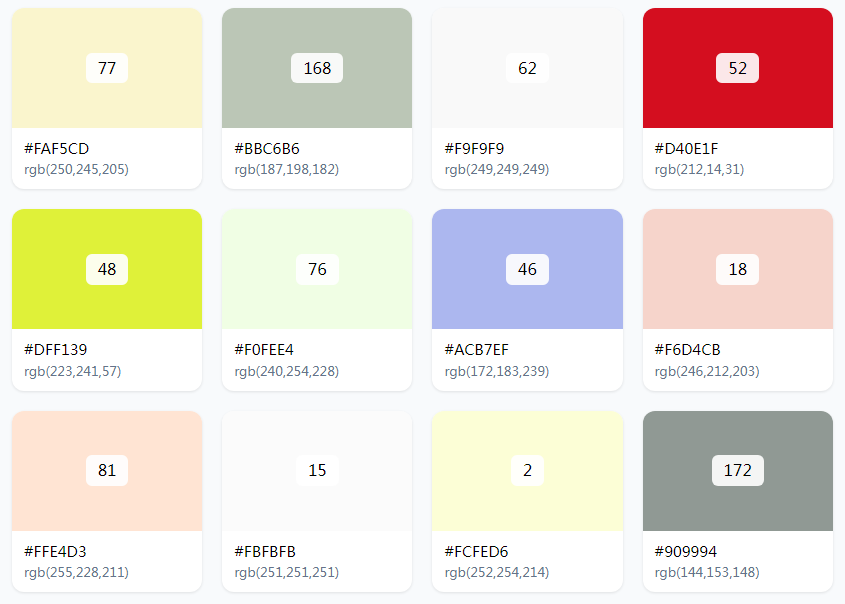 77
168
62
52
#FAF5CD
rgb(250,245,205)
#BBC6B6
rgb(187,198,182)
#F9F9F9
rgb(249,249,249)
#D40E1F
rgb(212,14,31)
48
76
46
18
#DFF139
rgb(223,241,57)
#F0FEE4
rgb(240,254,228)
#ACB7EF
rgb(172,183,239)
#F6D4CB
rgb(246,212,203)
81
15
2
172
#FFE4D3
rgb(255,228,211)
#FBFBFB
rgb(251,251,251)
#FCFED6
rgb(252,254,214)
#909994
rgb(144,153,148)